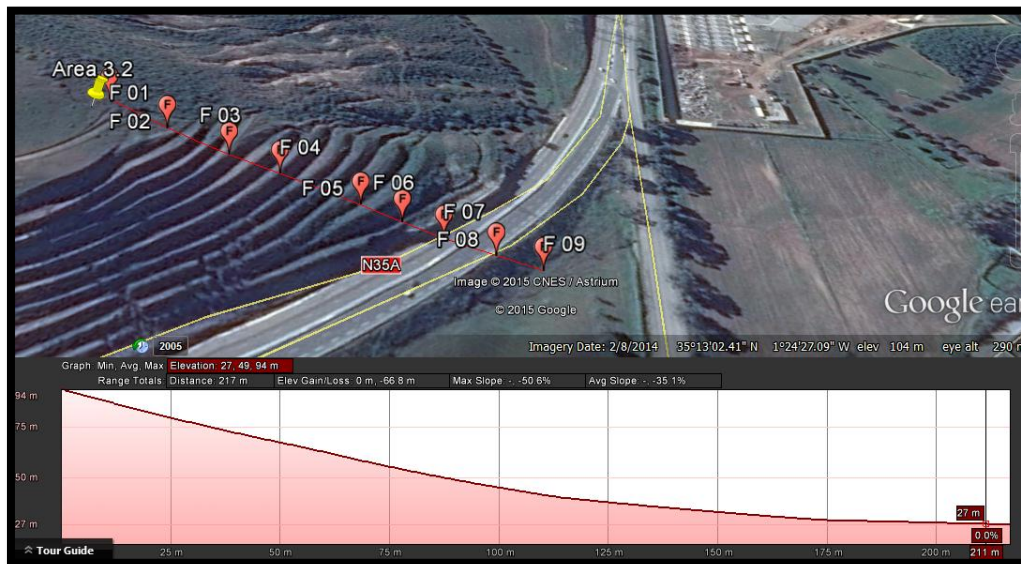 Area 3.2
F 01
F
F 02
F
F 03
F
F 04
F
F 05
F
F 06
F
F 07
F
F 08
F
F 09
N35A
Image © 2015 CNES / Astrium
© 2015 Google
Google ear
2005
Imagery Date: 2/8/2014 35°13'02.41" N 1°24'27.09" W elev 104 m eye alt 290 m
Graph: Min, Avg, Max Elevation: 27, 49, 94 m
Range Totals: Distance: 217 m Elev Gain/Loss: 0 m, -66.8 m Max Slope: -, -50.6% Avg Slope: -, -35.1%
94 m
75 m
50 m
27 m
27 m
0.0%
Tour Guide
25 m 50 m 75 m 100 m 125 m 150 m 175 m 200 m 211 m